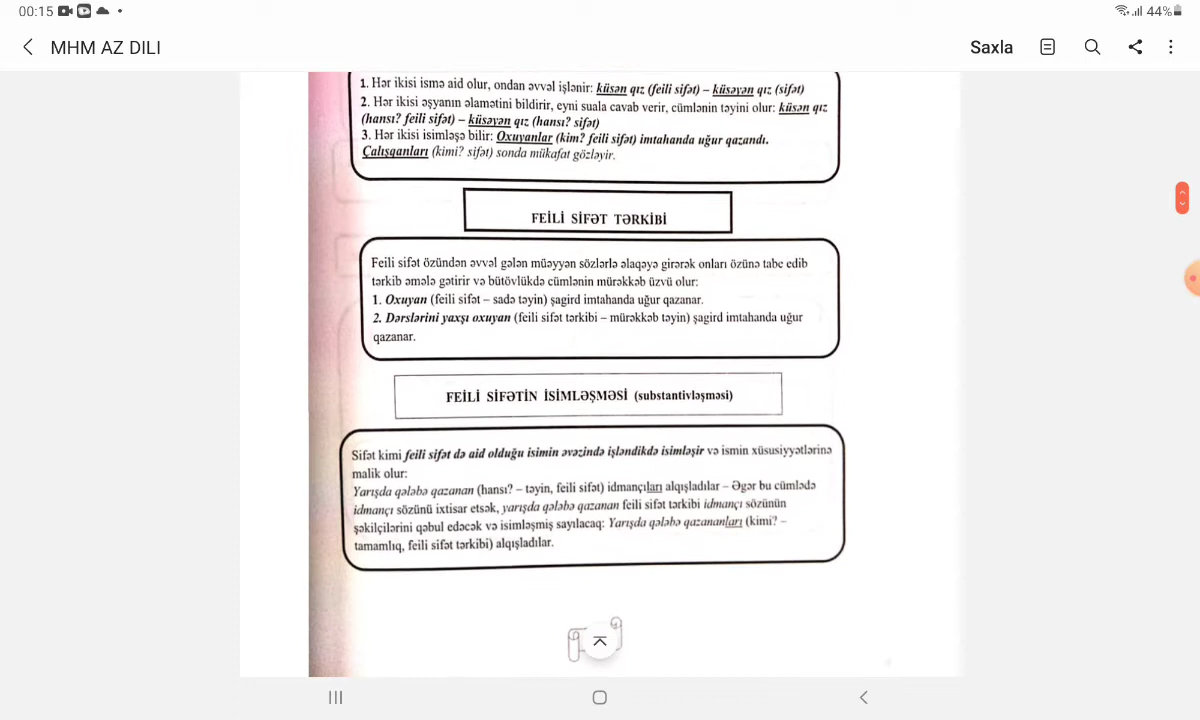 00:15
44%
MHM AZ DILI
Saxla
1. Hər ikisi ismə aid olur, ondan əvvəl işlənir: küsən qız (feili sifət) – küsəyən qız (sifət)
2. Hər ikisi əşyanın əlamətini bildirir, eyni suala cavab verir, cümlənin təyini olur: küsən qız
(hansı? feili sifət) – küsəyən qız (hansı? sifət)
3. Hər ikisi isimləşə bilir: Oxuyanlar (kim? feili sifət) imtahanda uğur qazandı.
Çalışqanları (kimi? sifət) sonda mükafat gözləyir.
FEİLİ SİFƏT TƏRKİBİ
Feili sifət özündən əvvəl gələn müəyyən sözlərlə əlaqəyə girərək onları özünə tabe edib
tərkib əmələ gətirir və bütövlükdə cümlənin mürəkkəb üzvü olur:
1. Oxuyan (feili sifət – sadə təyin) şagird imtahanda uğur qazanar.
2. Dərslərini yaxşı oxuyan (feili sifət tərkibi – mürəkkəb təyin) şagird imtahanda uğur
qazanar.
FEİLİ SİFƏTİN İSİMLƏŞMƏSİ (substantivləşməsi)
Sifət kimi feili sifət də aid olduğu isimin əvəzində işləndikdə isimləşir və ismin xüsusiyyətlərinə
malik olur:
Yarışda qələbə qazanan (hansı? – təyin, feili sifət) idmançıları alqışladılar – Əgər bu cümlədə
idmançı sözünü ixtisar etsək, yarışda qələbə qazanan feili sifət tərkibi idmançı sözünün
şəkilçilərini qəbul edəcək və isimləşmiş sayılacaq: Yarışda qələbə qazananları (kimi? –
tamamlıq, feili sifət tərkibi) alqışladılar.